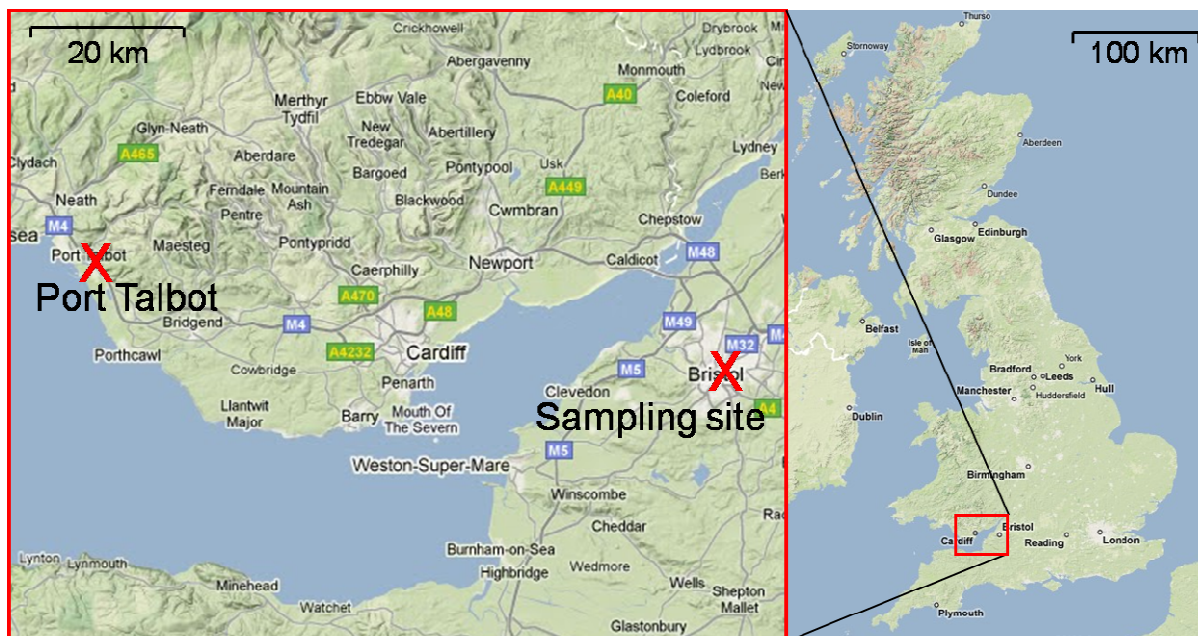 20 km
Crickhowell
Drybrook
Lydbrook
Abergavenny
Monmouth
Coleford
A40
Merthyr
Tydfil
Ebbw Vale
Glyn-Neath
New
Tredegar
Abertillery
A465
Clydach
Aberdare
Bargoed
Pontypool
Usk
Lydney
A449
Neath
Ferndale
Mountain
Ash
Blackwood
Cwmbran
Pentre
Chepstow
M4
Maesteg
Pontypridd
Port Talbot
Caerphilly
Newport
Caldicot
M48
X
Port Talbot
A470
A48
Bridgend
M4
M49
Porthcawl
A4232
Cardiff
M32
Cowbridge
Penarth
Clevedon
M5
Bristol
X
Llantwit
Major
Barry
Mouth Of
The Severn
Sampling site
A4
M5
Weston-Super-Mare
Winscombe
Cheddar
Burnham-on-Sea
Highbridge
Wedmore
Lynton
Lynmouth
Minehead
Watchet
Wells
Shepton
Mallet
Glastonbury
100 km
Thurso
Stornoway
Aberdeen
Dundee
Glasgow
Edinburgh
Belfast
Isle of
Man
York
Bradford
Leeds
Hull
Manchester
Huddersfield
Dublin
Birmingham
Cardiff
Bristol
Reading
London
Plymouth